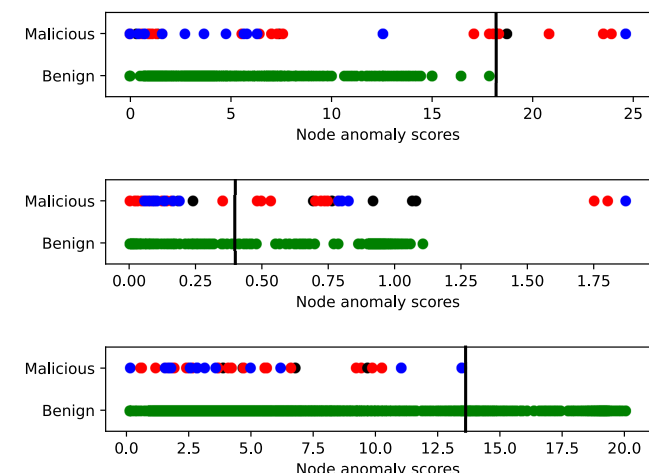 Malicious
Benign
0 5 10 15 20 25
Node anomaly scores
Malicious
Benign
0.00 0.25 0.50 0.75 1.00 1.25 1.50 1.75
Node anomaly scores
Malicious
Benign
0.0 2.5 5.0 7.5 10.0 12.5 15.0 17.5 20.0
Node anomaly scores